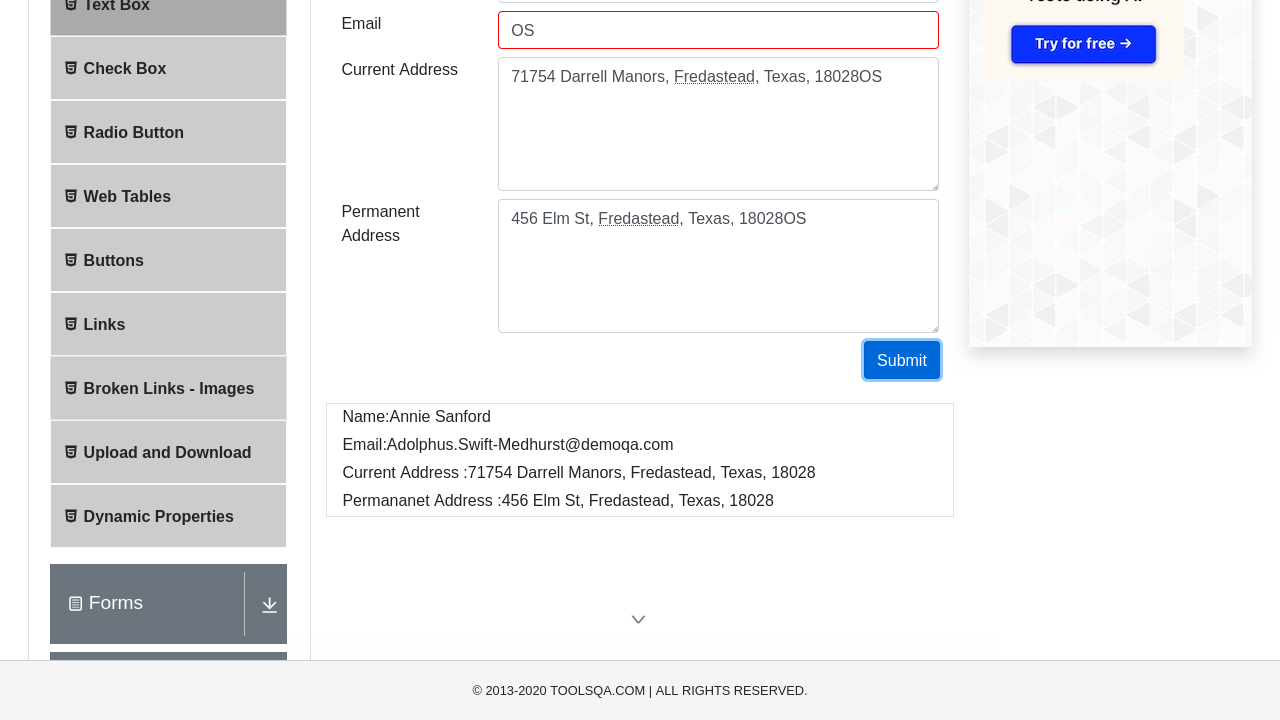 Text Box
Check Box
Radio Button
Web Tables
Buttons
Links
Broken Links - Images
Upload and Download
Dynamic Properties
Forms
Email
OS
Current Address
71754 Darrell Manors, Fredastead, Texas, 18028OS
Permanent
Address
456 Elm St, Fredastead, Texas, 18028OS
Submit
Name:Annie Sanford
Email:Adolphus.Swift-Medhurst@demoqa.com
Current Address :71754 Darrell Manors, Fredastead, Texas, 18028
Permananet Address :456 Elm St, Fredastead, Texas, 18028
Try for free →
© 2013-2020 TOOLSQA.COM | ALL RIGHTS RESERVED.